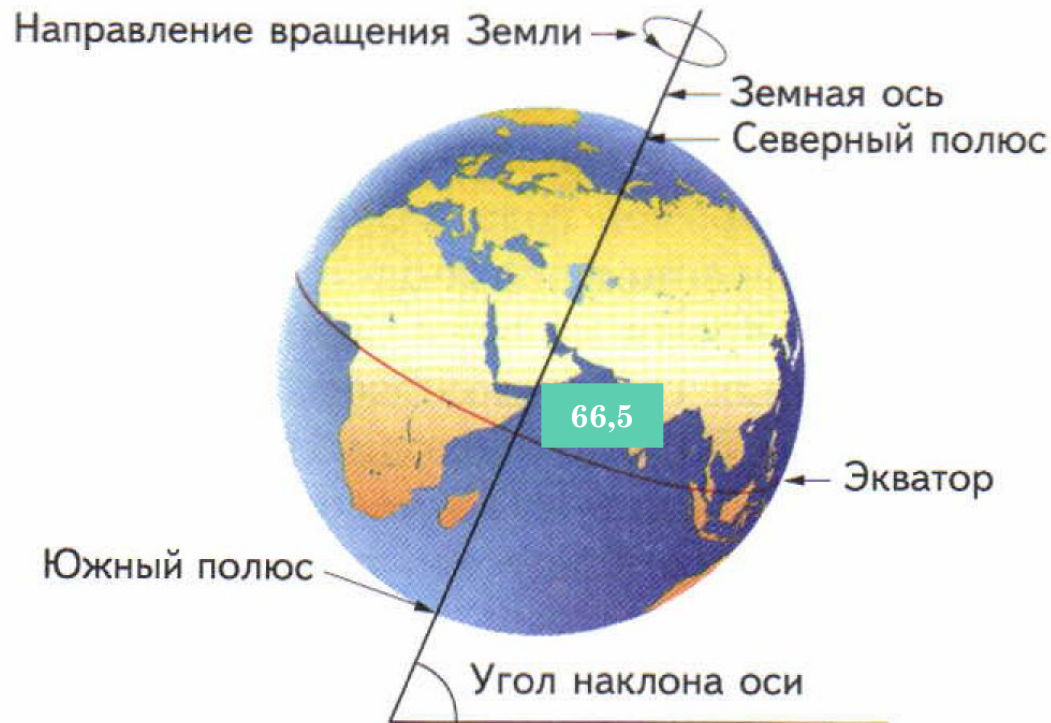 Направление вращения Земли
Земная ось
Северный полюс
66,5
Экватор
Южный полюс
Угол наклона оси